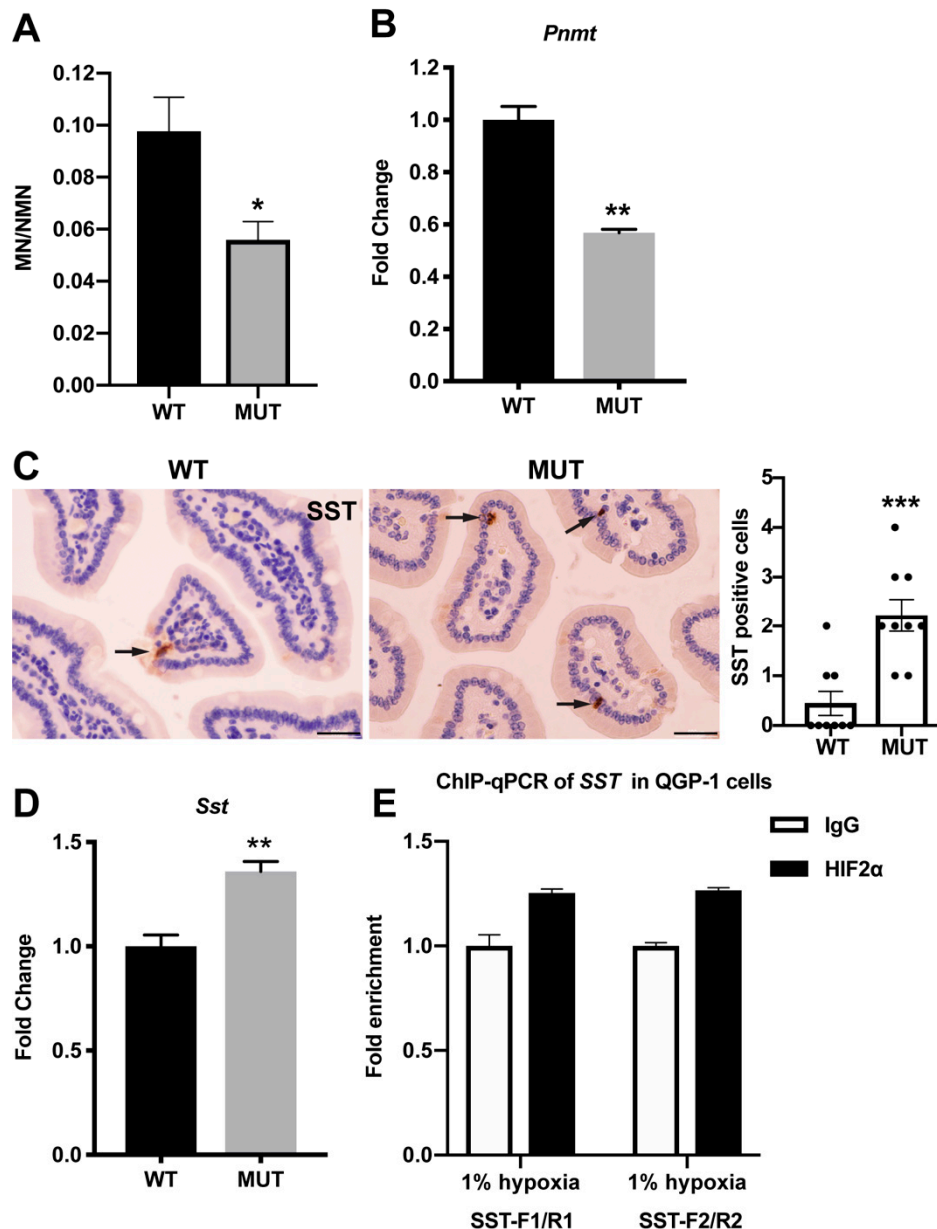 A
MN/NMN
0.12
0.10
0.08
0.06
0.04
0.02
0.00
*
WT
MUT
B
Pnmt
Fold Change
1.2
1.0
0.8
0.6
0.4
0.2
0.0
**
WT
MUT
C
WT
SST
MUT
SST positive cells
5
4
3
2
1
0
***
WT
MUT
D
Sst
Fold Change
1.5
1.0
0.5
0.0
**
WT
MUT
E
ChIP-qPCR of SST in QGP-1 cells
Fold enrichment
1.5
1.0
0.5
0.0
1% hypoxia
1% hypoxia
SST-F1/R1
SST-F2/R2
IgG
HIF2α